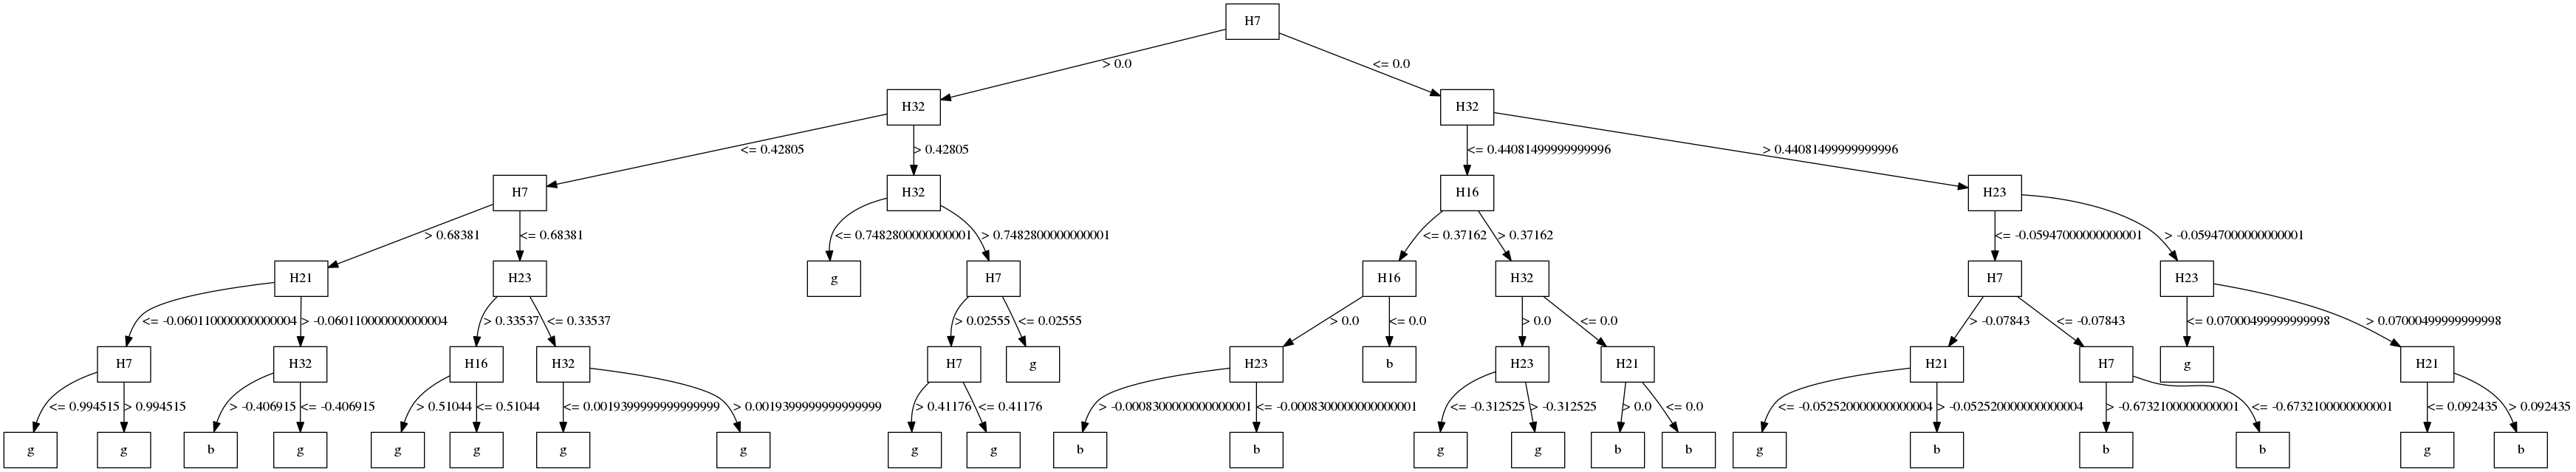 H7
> 0.0
<= 0.0
H32
H32
<= 0.42805
> 0.42805
<= 0.44081499999999996
> 0.44081499999999996
H7
H32
H16
H23
> 0.68381
<= 0.68381
<= 0.7482800000000001
> 0.7482800000000001
<= 0.37162
> 0.37162
<= -0.05947000000000001
> -0.05947000000000001
H21
H23
g
H7
H16
H32
H7
H23
<= -0.060110000000000004
> -0.060110000000000004
> 0.33537
<= 0.33537
> 0.02555
<= 0.02555
> 0.0
<= 0.0
> 0.0
<= 0.0
> -0.07843
<= -0.07843
<= 0.07000499999999998
> 0.07000499999999998
H7
H32
H16
H32
H7
g
H23
b
H23
H21
H21
H7
g
H21
<= 0.994515
> 0.994515
> -0.406915
<= -0.406915
> 0.51044
<= 0.51044
<= 0.0019399999999999999
> 0.0019399999999999999
> 0.41176
<= 0.41176
> -0.0008300000000000001
<= -0.0008300000000000001
<= -0.312525
> -0.312525
> 0.0
<= 0.0
<= -0.052520000000000004
> -0.052520000000000004
> -0.6732100000000001
<= -0.6732100000000001
<= 0.092435
> 0.092435
g
g
b
g
g
g
g
g
g
g
b
b
g
g
b
b
g
b
b
b
g
b